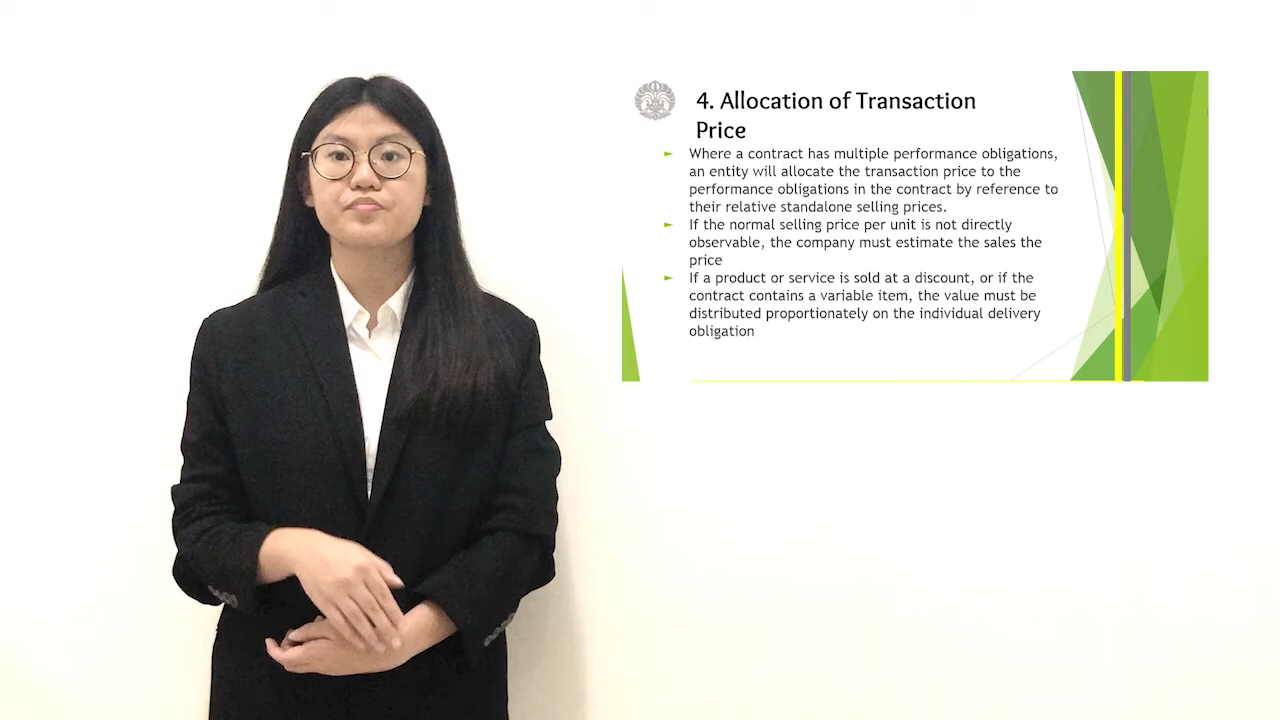 4. Allocation of Transaction
Price
Where a contract has multiple performance obligations,
an entity will allocate the transaction price to the
performance obligations in the contract by reference to
their relative standalone selling prices.
If the normal selling price per unit is not directly
observable, the company must estimate the sales the
price
If a product or service is sold at a discount, or if the
contract contains a variable item, the value must be
distributed proportionately on the individual delivery
obligation